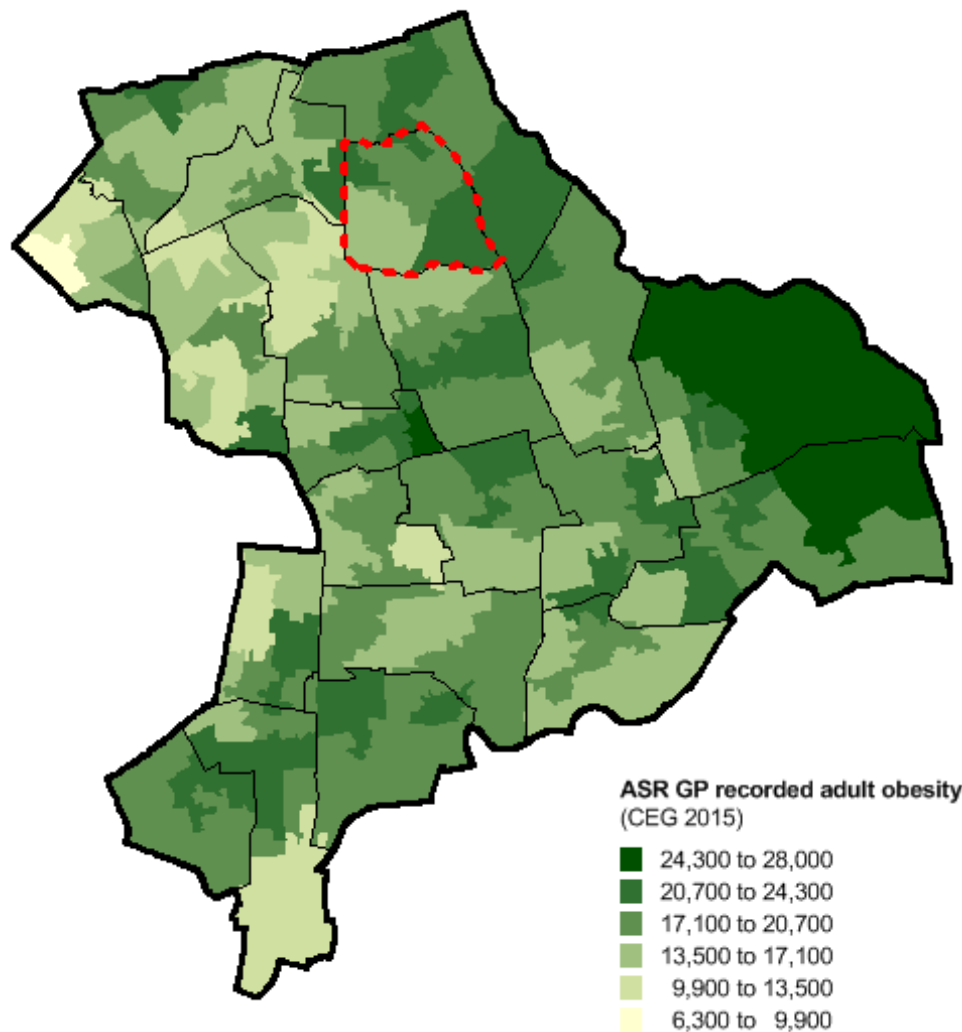 ASR GP recorded adult obesity
(CEG 2015)
24,300 to 28,000
20,700 to 24,300
17,100 to 20,700
13,500 to 17,100
9,900 to 13,500
6,300 to 9,900